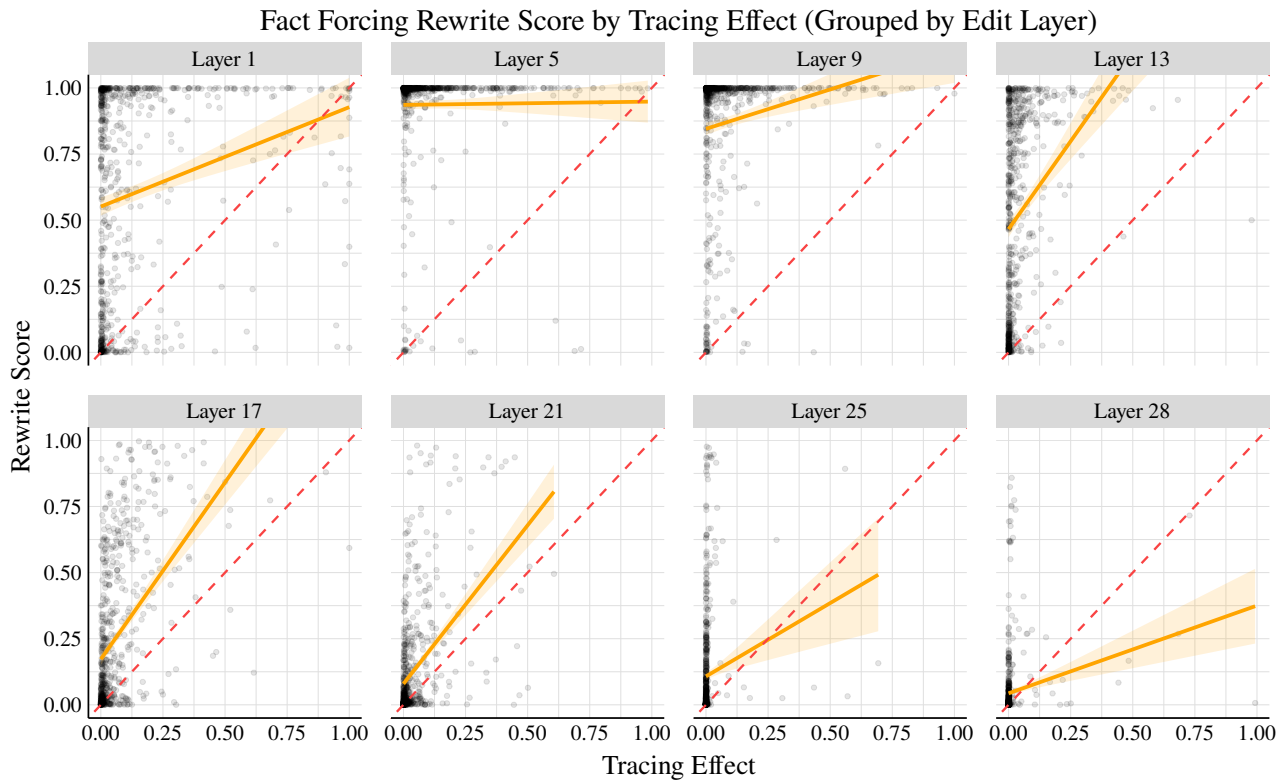 Fact Forcing Rewrite Score by Tracing Effect (Grouped by Edit Layer)
Layer 1
Layer 5
Layer 9
Layer 13
1.00
0.75
0.50
0.25
0.00
Rewrite Score
Layer 17
Layer 21
Layer 25
Layer 28
1.00
0.75
0.50
0.25
0.00
0.00 0.25 0.50 0.75 1.00
0.00 0.25 0.50 0.75 1.00
0.00 0.25 0.50 0.75 1.00
0.00 0.25 0.50 0.75 1.00
Tracing Effect